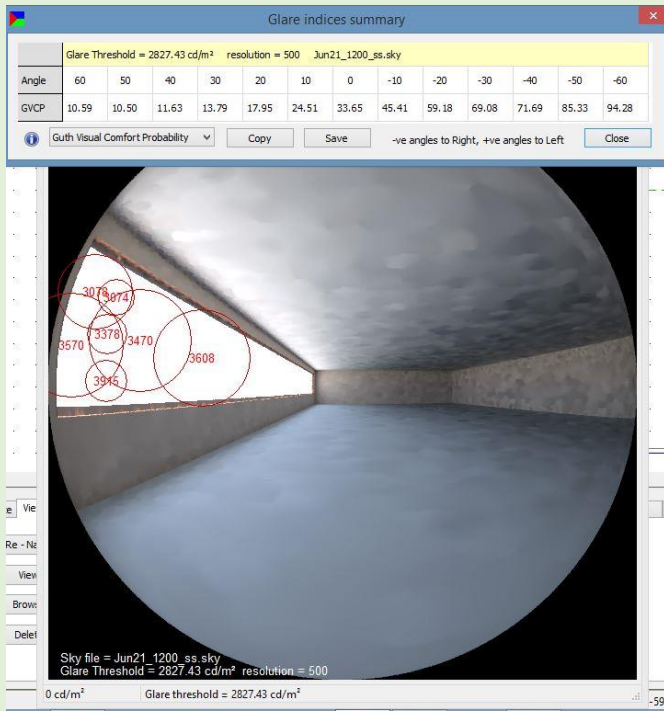 Glare indices summary
Glare Threshold = 2827.43 cd/m² resolution = 500 Jun21_1200_ss.sky
Angle 60 50 40 30 20 10 0 -10 -20 -30 -40 -50 -60
GVCP 10.59 10.50 11.63 13.79 17.95 24.51 33.65 45.41 59.18 69.08 71.69 85.33 94.28
Guth Visual Comfort Probability Copy Save -ve angles to Right, +ve angles to Left Close
3074
3378
3470
3570
3608
Vie
Re - Na
View
Brow
Delet
Sky file = Jun21_1200_ss.sky
Glare Threshold = 2827.43 cd/m² resolution = 500
0 cd/m² Glare threshold = 2827.43 cd/m²
-59